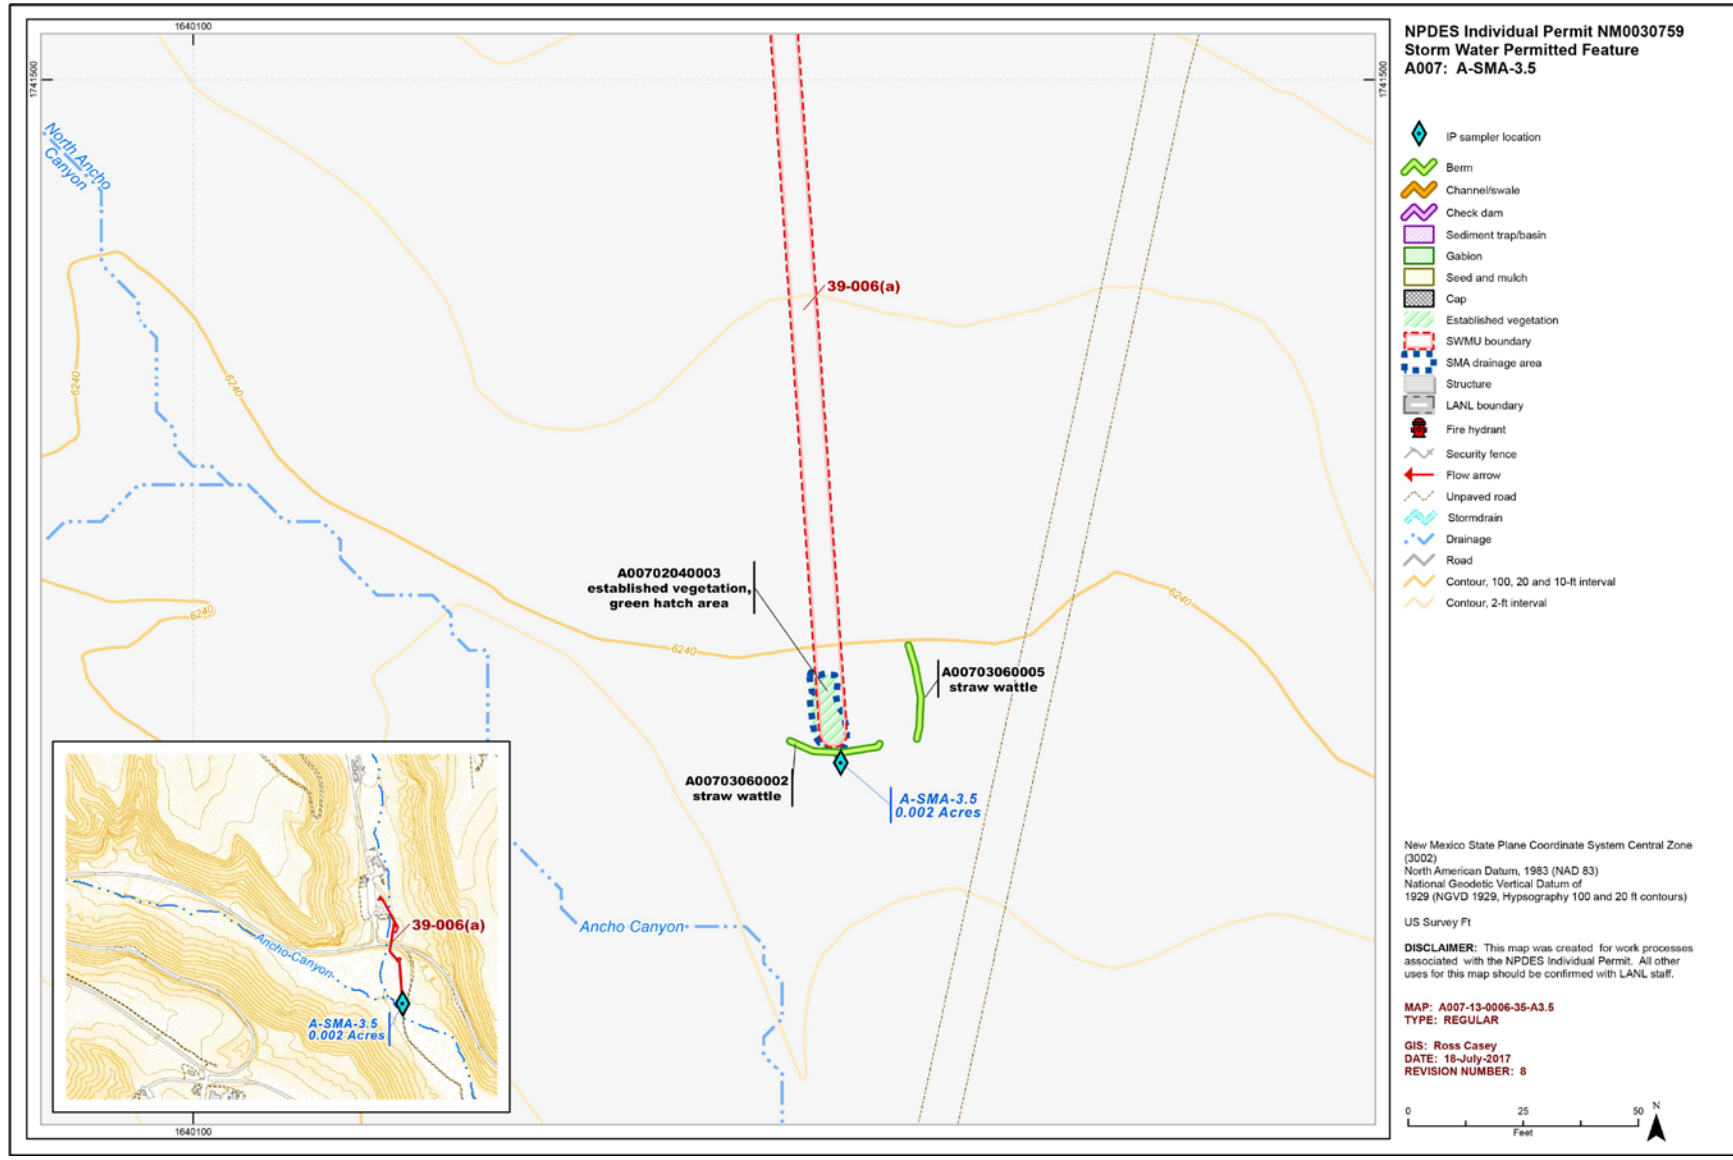 NPDES Individual Permit NM0030759
Storm Water Permitted Feature
A007: A-SMA-3.5
IP sampler location
Berm
Channel/swale
Check dam
Sediment trap/basin
Gabion
Seed and mulch
Cap
Established vegetation
SWMU boundary
SMA drainage area
Structure
LANL boundary
Fire hydrant
Security fence
Flow arrow
Unpaved road
Stormdrain
Drainage
Road
Contour, 100, 20 and 10-ft interval
Contour, 2-ft interval
New Mexico State Plane Coordinate System Central Zone
(3002)
North American Datum, 1983 (NAD 83)
National Geodetic Vertical Datum of
1929 (NGVD 1929, Hypsography 100 and 20 ft contours)
US Survey Ft
DISCLAIMER: This map was created for work processes
associated with the NPDES Individual Permit. All other
uses for this map should be confirmed with LANL staff.
MAP: A007-13-0006-35-A3.5
TYPE: REGULAR
GIS: Ross Casey
DATE: 18-July-2017
REVISION NUMBER: 8
0 25 50
Feet
N
1640100
1741500
1741500
North Ancho
Canyon
39-006(a)
6240
6240
6240
6240
6240
A00702040003
established vegetation,
green hatch area
A00703060005
straw wattle
A00703060002
straw wattle
A-SMA-3.5
0.002 Acres
Ancho Canyon
39-006(a)
Ancho-Canyon
A-SMA-3.5
0.002 Acres
1640100